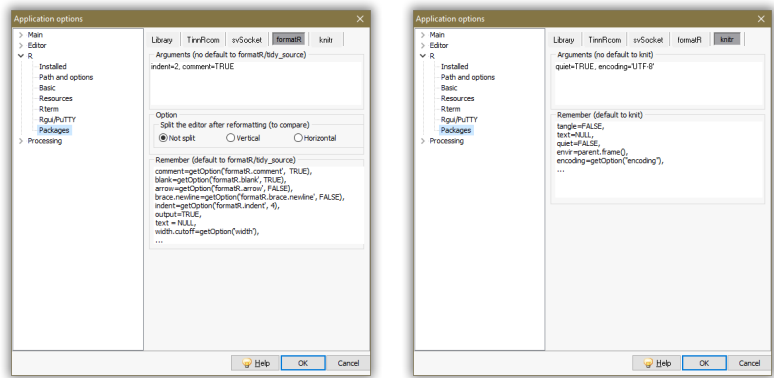 Application options
Main
Editor
R
Installed
Path and options
Basic
Resources
Rterm
Rgui/PuTTY
Packages
Processing
Library TinnRcom svSocket formatR knitr
Arguments (no default to formatR/tidy_source)
indent=2, comment=TRUE
Option
Split the editor after reformatting (to compare)
Not split Vertical Horizontal
Remember (default to formatR/tidy_source)
comment=getOption('formatR.comment', TRUE),
blank=getOption('formatR.blank', TRUE),
arrow=getOption('formatR.arrow', FALSE),
brace.newline=getOption('formatR.brace.newline', FALSE),
indent=getOption('formatR.indent', 4),
output=TRUE,
text = NULL,
width.cutoff=getOption('width'),
...
Help OK Cancel
Application options
Main
Editor
R
Installed
Path and options
Basic
Resources
Rterm
Rgui/PuTTY
Packages
Processing
Library TinnRcom svSocket formatR knitr
Arguments (no default to knit)
quiet=TRUE, encoding='UTF-8'
Remember (default to knit)
tangle=FALSE,
text=NULL,
quiet=FALSE,
envir=parent.frame(),
encoding=getOption("encoding"),
...
Help OK Cancel